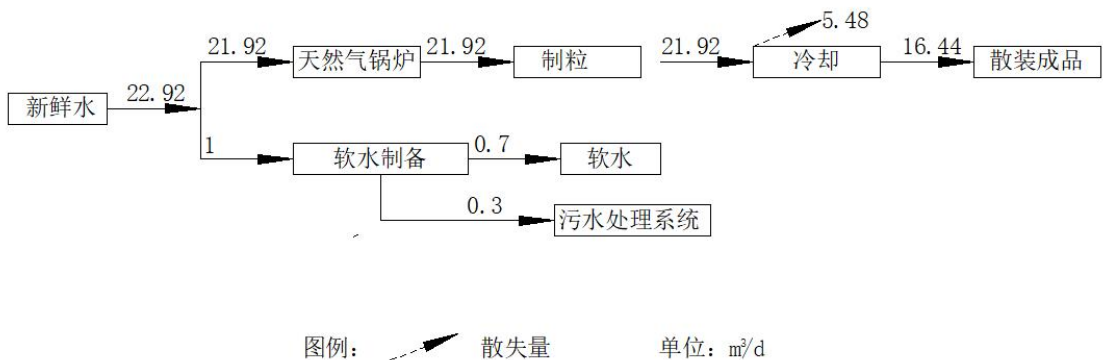 5.48
21.92 21.92 21.92 16.44
天然气锅炉 制粒 冷却 散装成品
新鲜水 22.92
1 0.7
软水制备 软水
0.3
污水处理系统
图例： 散失量 单位：m³/d